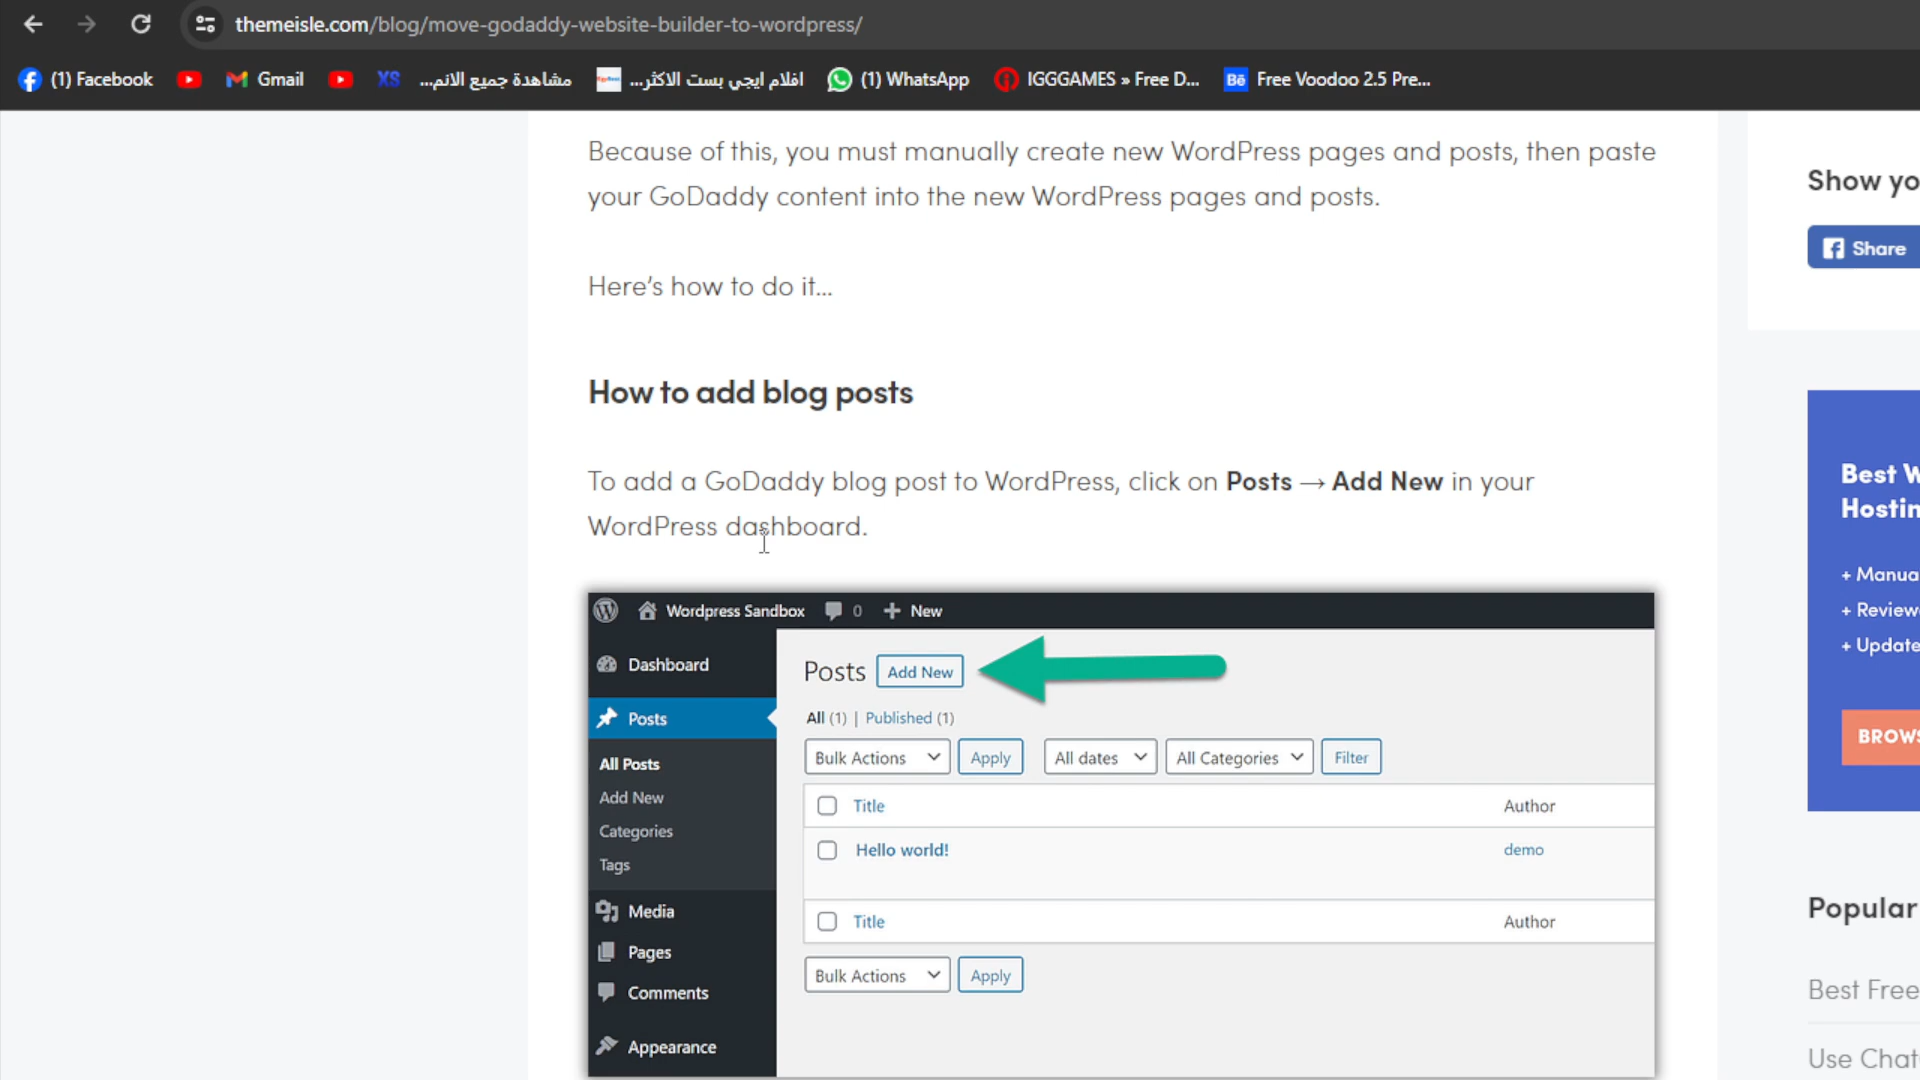 themeisle.com/blog/move-godaddy-website-builder-to-wordpress/
(1) Facebook
Gmail
XS
مشاهدة جميع الانم...
افلام ايجي بست الاكثر...
(1) WhatsApp
IGGGAMES » Free D...
Bē
Free Voodoo 2.5 Pre...
Because of this, you must manually create new WordPress pages and posts, then paste
your GoDaddy content into the new WordPress pages and posts.
Here's how to do it...
How to add blog posts
To add a GoDaddy blog post to WordPress, click on Posts → Add New in your
WordPress dashboard.
Wordpress Sandbox
0
New
Dashboard
Posts
All Posts
Add New
Categories
Tags
Media
Pages
Comments
Appearance
Posts
Add New
All (1) | Published (1)
Bulk Actions
Apply
All dates
All Categories
Filter
Title
Author
Hello world!
demo
Title
Author
Bulk Actions
Apply
Show yo
Share
Best W
Hostin
+ Manua
+ Review
+ Update
BROWS
Popular
Best Free
Use Chat